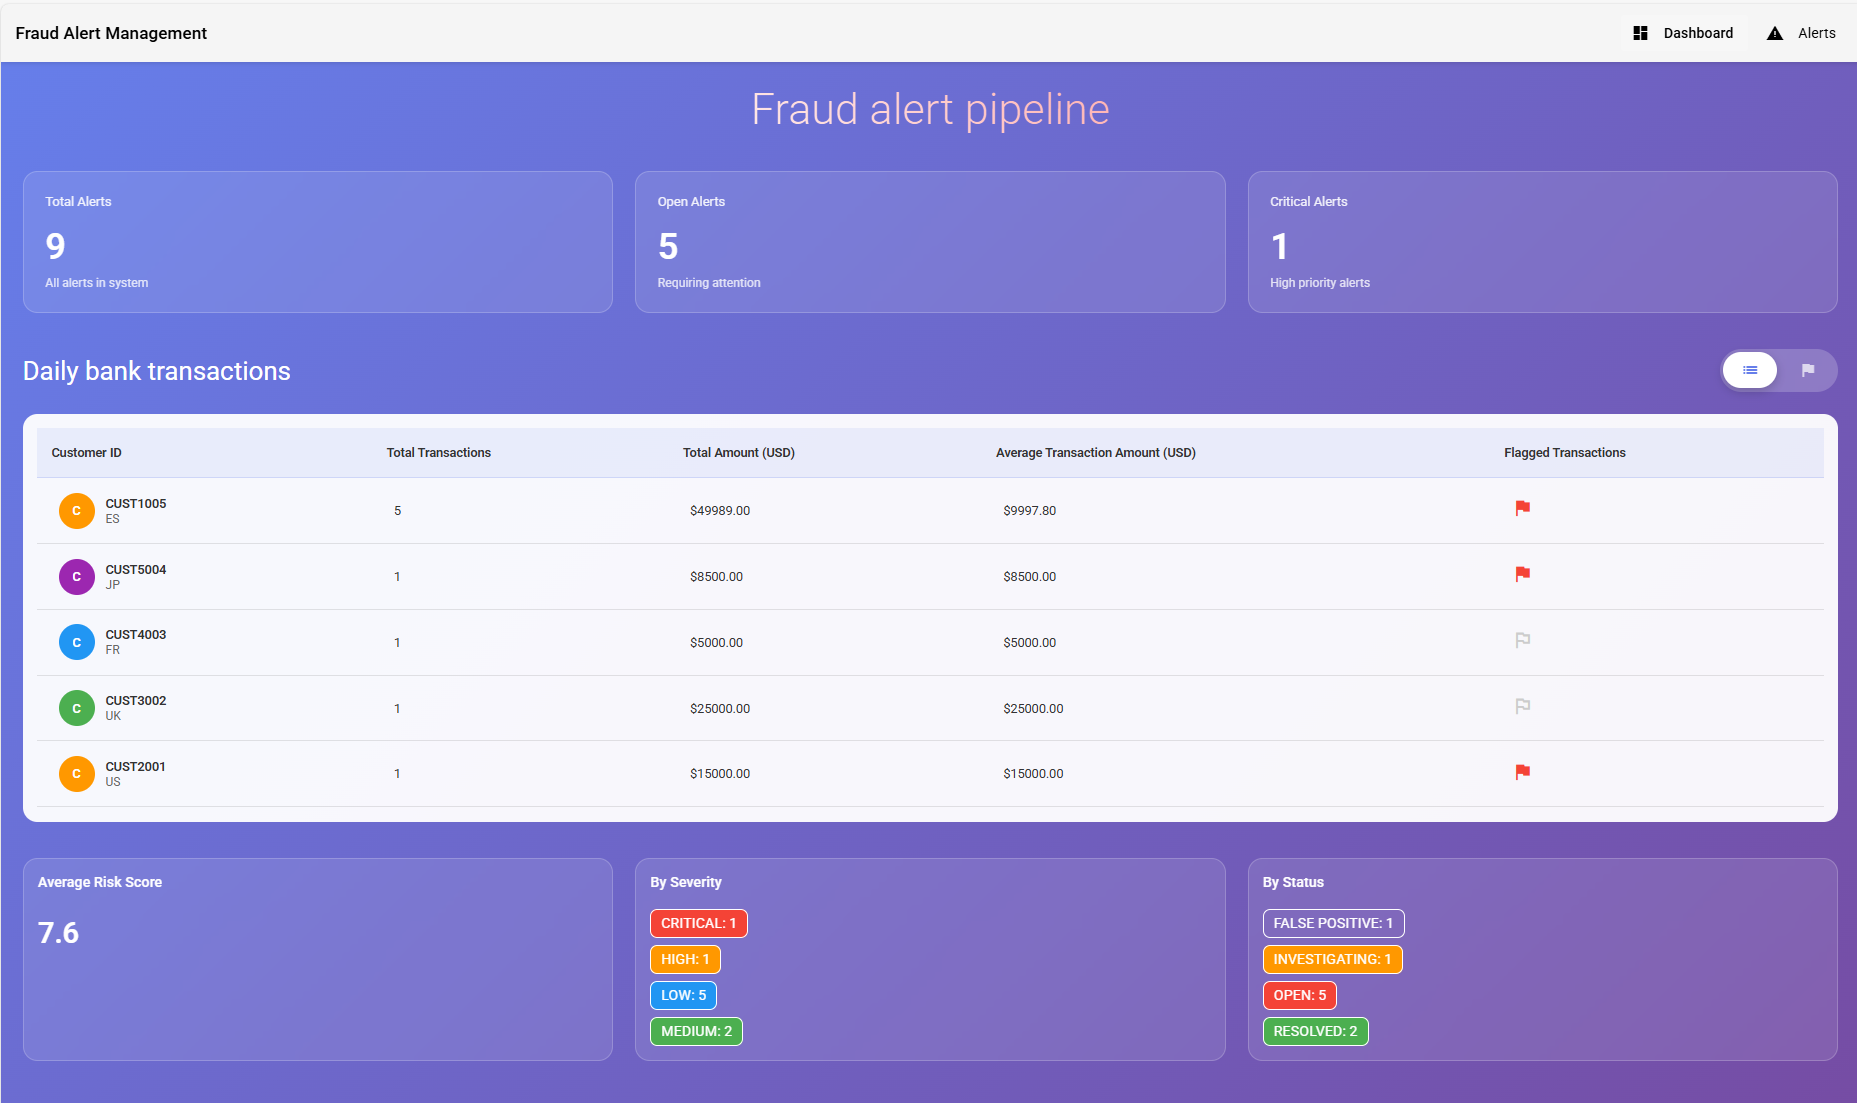 Fraud Alert Management
Dashboard
Alerts
Fraud alert pipeline
Total Alerts
9
All alerts in system
Open Alerts
5
Requiring attention
Critical Alerts
1
High priority alerts
Daily bank transactions
Customer ID Total Transactions Total Amount (USD) Average Transaction Amount (USD) Flagged Transactions
C CUST1005 5 $49989.00 $9997.80
ES
C CUST5004 1 $8500.00 $8500.00
JP
C CUST4003 1 $5000.00 $5000.00
FR
C CUST3002 1 $25000.00 $25000.00
UK
C CUST2001 1 $15000.00 $15000.00
US
Average Risk Score
7.6
By Severity
CRITICAL: 1
HIGH: 1
LOW: 5
MEDIUM: 2
By Status
FALSE POSITIVE: 1
INVESTIGATING: 1
OPEN: 5
RESOLVED: 2